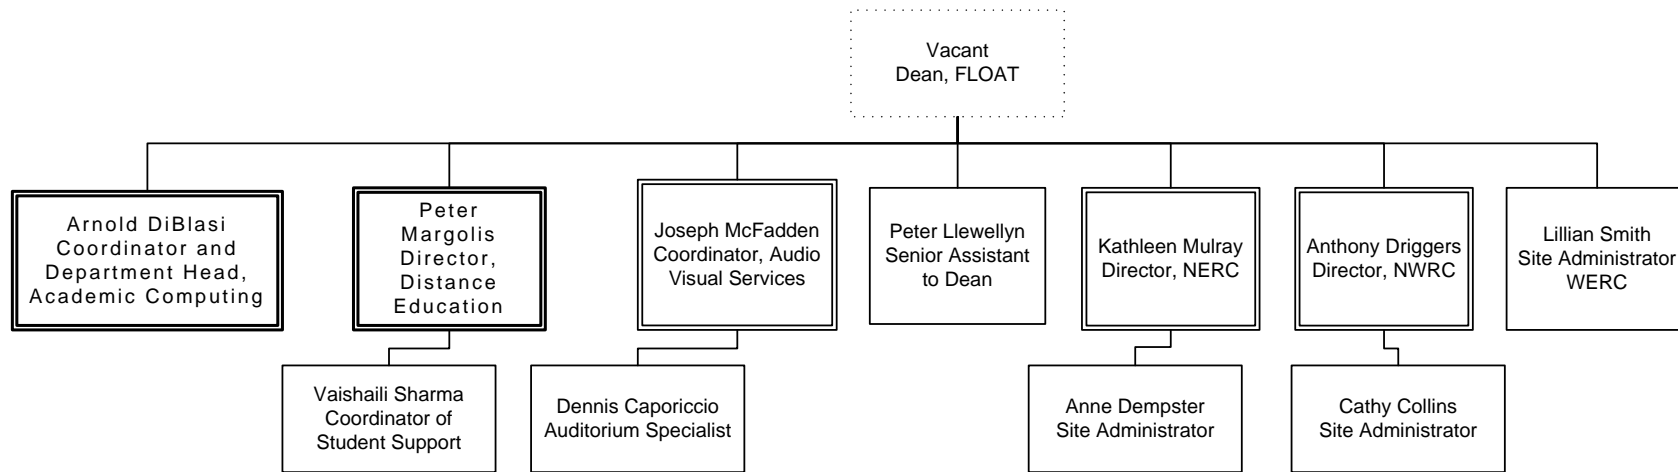 Vacant
Dean, FLOAT
Arnold DiBlasi
Coordinator and
Department Head,
Academic Computing
Peter
Margolis
Director,
Distance
Education
Joseph McFadden
Coordinator, Audio
Visual Services
Peter Llewellyn
Senior Assistant
to Dean
Kathleen Mulray
Director, NERC
Anthony Driggers
Director, NWRC
Lillian Smith
Site Administrator
WERC
Vaishaili Sharma
Coordinator of
Student Support
Dennis Caporiccio
Auditorium Specialist
Anne Dempster
Site Administrator
Cathy Collins
Site Administrator